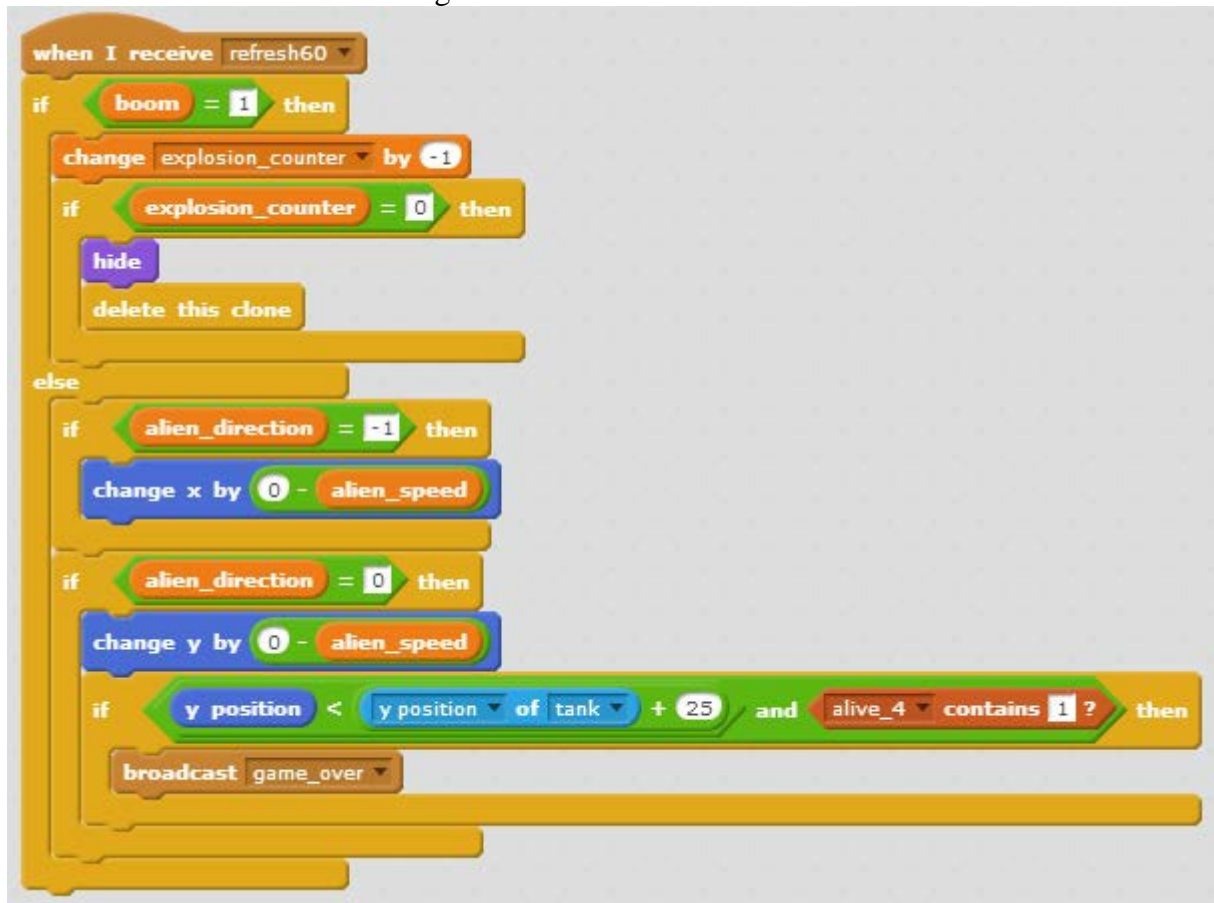 when I receive refresh60
if boom = 1 then
change explosion_counter by -1
if explosion_counter = 0 then
hide
delete this clone
else
if alien_direction = -1 then
change x by 0 - alien_speed
if alien_direction = 0 then
change y by 0 - alien_speed
if y position < y position of tank + 25 and alive_4 contains 1 ? then
broadcast game_over